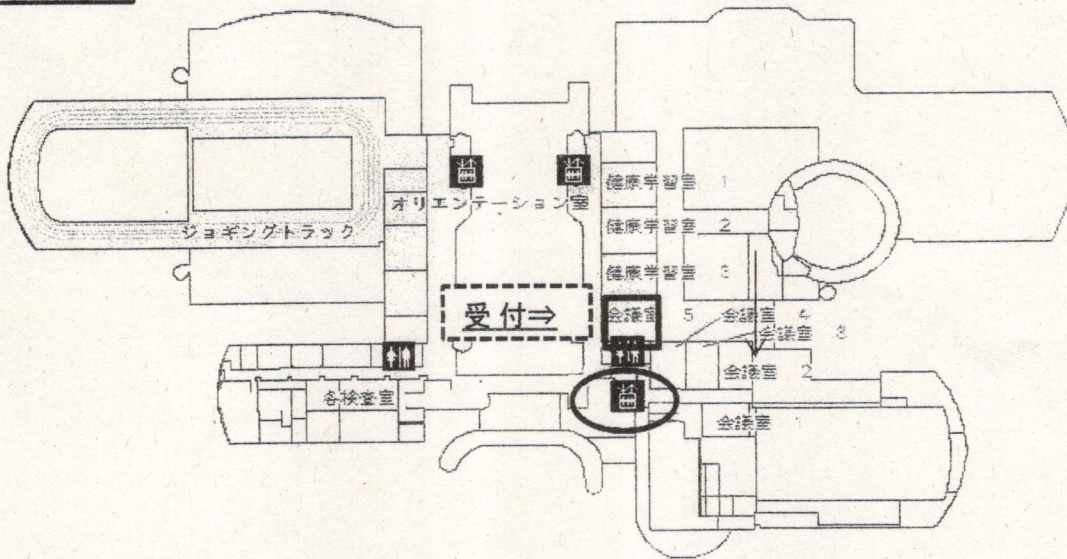 健康学習室 1
オリエンテーション室
健康学習室 2
ジョギングトラック
健康学習室 3
受付⇒
会議室 5
会議室 4
会議室 3
会議室 2
各検査室
会議室 1